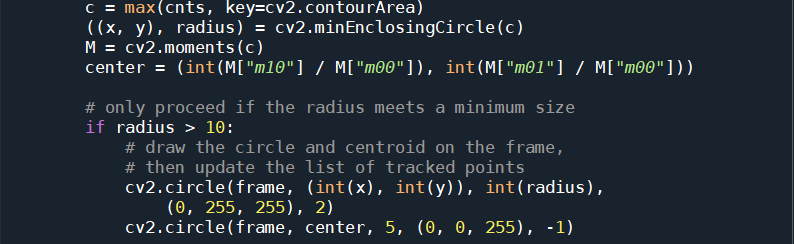 c = max(cnts, key=cv2.contourArea)
((x, y), radius) = cv2.minEnclosingCircle(c)
M = cv2.moments(c)
center = (int(M["m10"] / M["m00"]), int(M["m01"] / M["m00"]))
# only proceed if the radius meets a minimum size
if radius > 10:
# draw the circle and centroid on the frame,
# then update the list of tracked points
cv2.circle(frame, (int(x), int(y)), int(radius),
(0, 255, 255), 2)
cv2.circle(frame, center, 5, (0, 0, 255), -1)